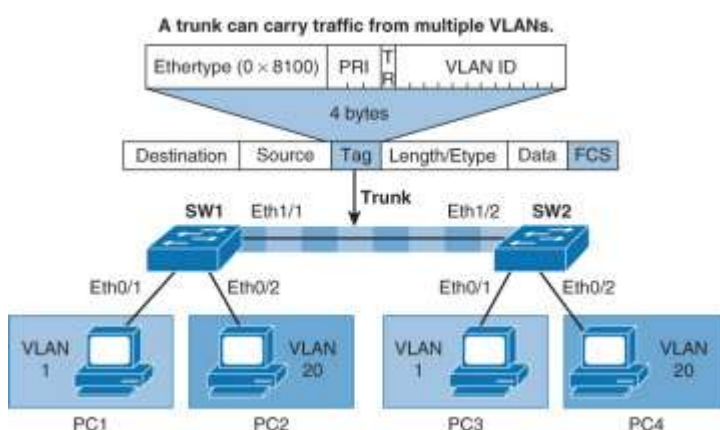 A trunk can carry traffic from multiple VLANs.
Ethertype (0 × 8100) PRI TR VLAN ID
4 bytes
Destination Source Tag Length/Etype Data FCS
Trunk
SW1 Eth1/1 Eth1/2 SW2
Eth0/1 Eth0/2 Eth0/1 Eth0/2
VLAN 1 VLAN 20 VLAN 1 VLAN 20
PC1 PC2 PC3 PC4